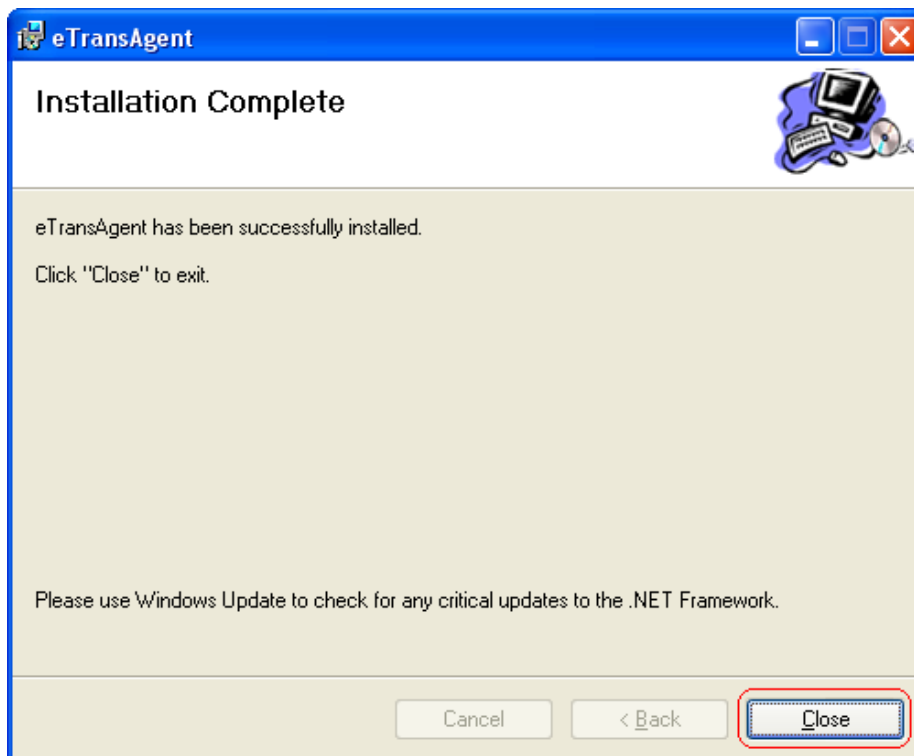 eTransAgent
Installation Complete
eTransAgent has been successfully installed.
Click "Close" to exit.
Please use Windows Update to check for any critical updates to the .NET Framework.
Cancel
< Back
Close